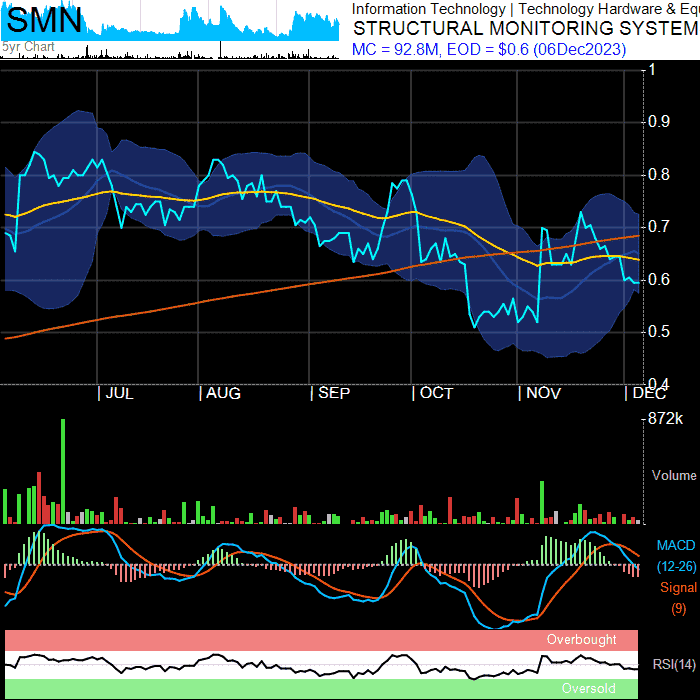 SMN
5yr Chart
Information Technology | Technology Hardware & Equ
STRUCTURAL MONITORING SYSTEM
MC = 92.8M, EOD = $0.6 (06Dec2023)
1
0.9
0.8
0.7
0.6
0.5
0.4
| JUL | AUG | SEP | OCT | NOV | DEC
872k
Volume
MACD
(12-26)
Signal
(9)
Overbought
RSI(14)
Oversold